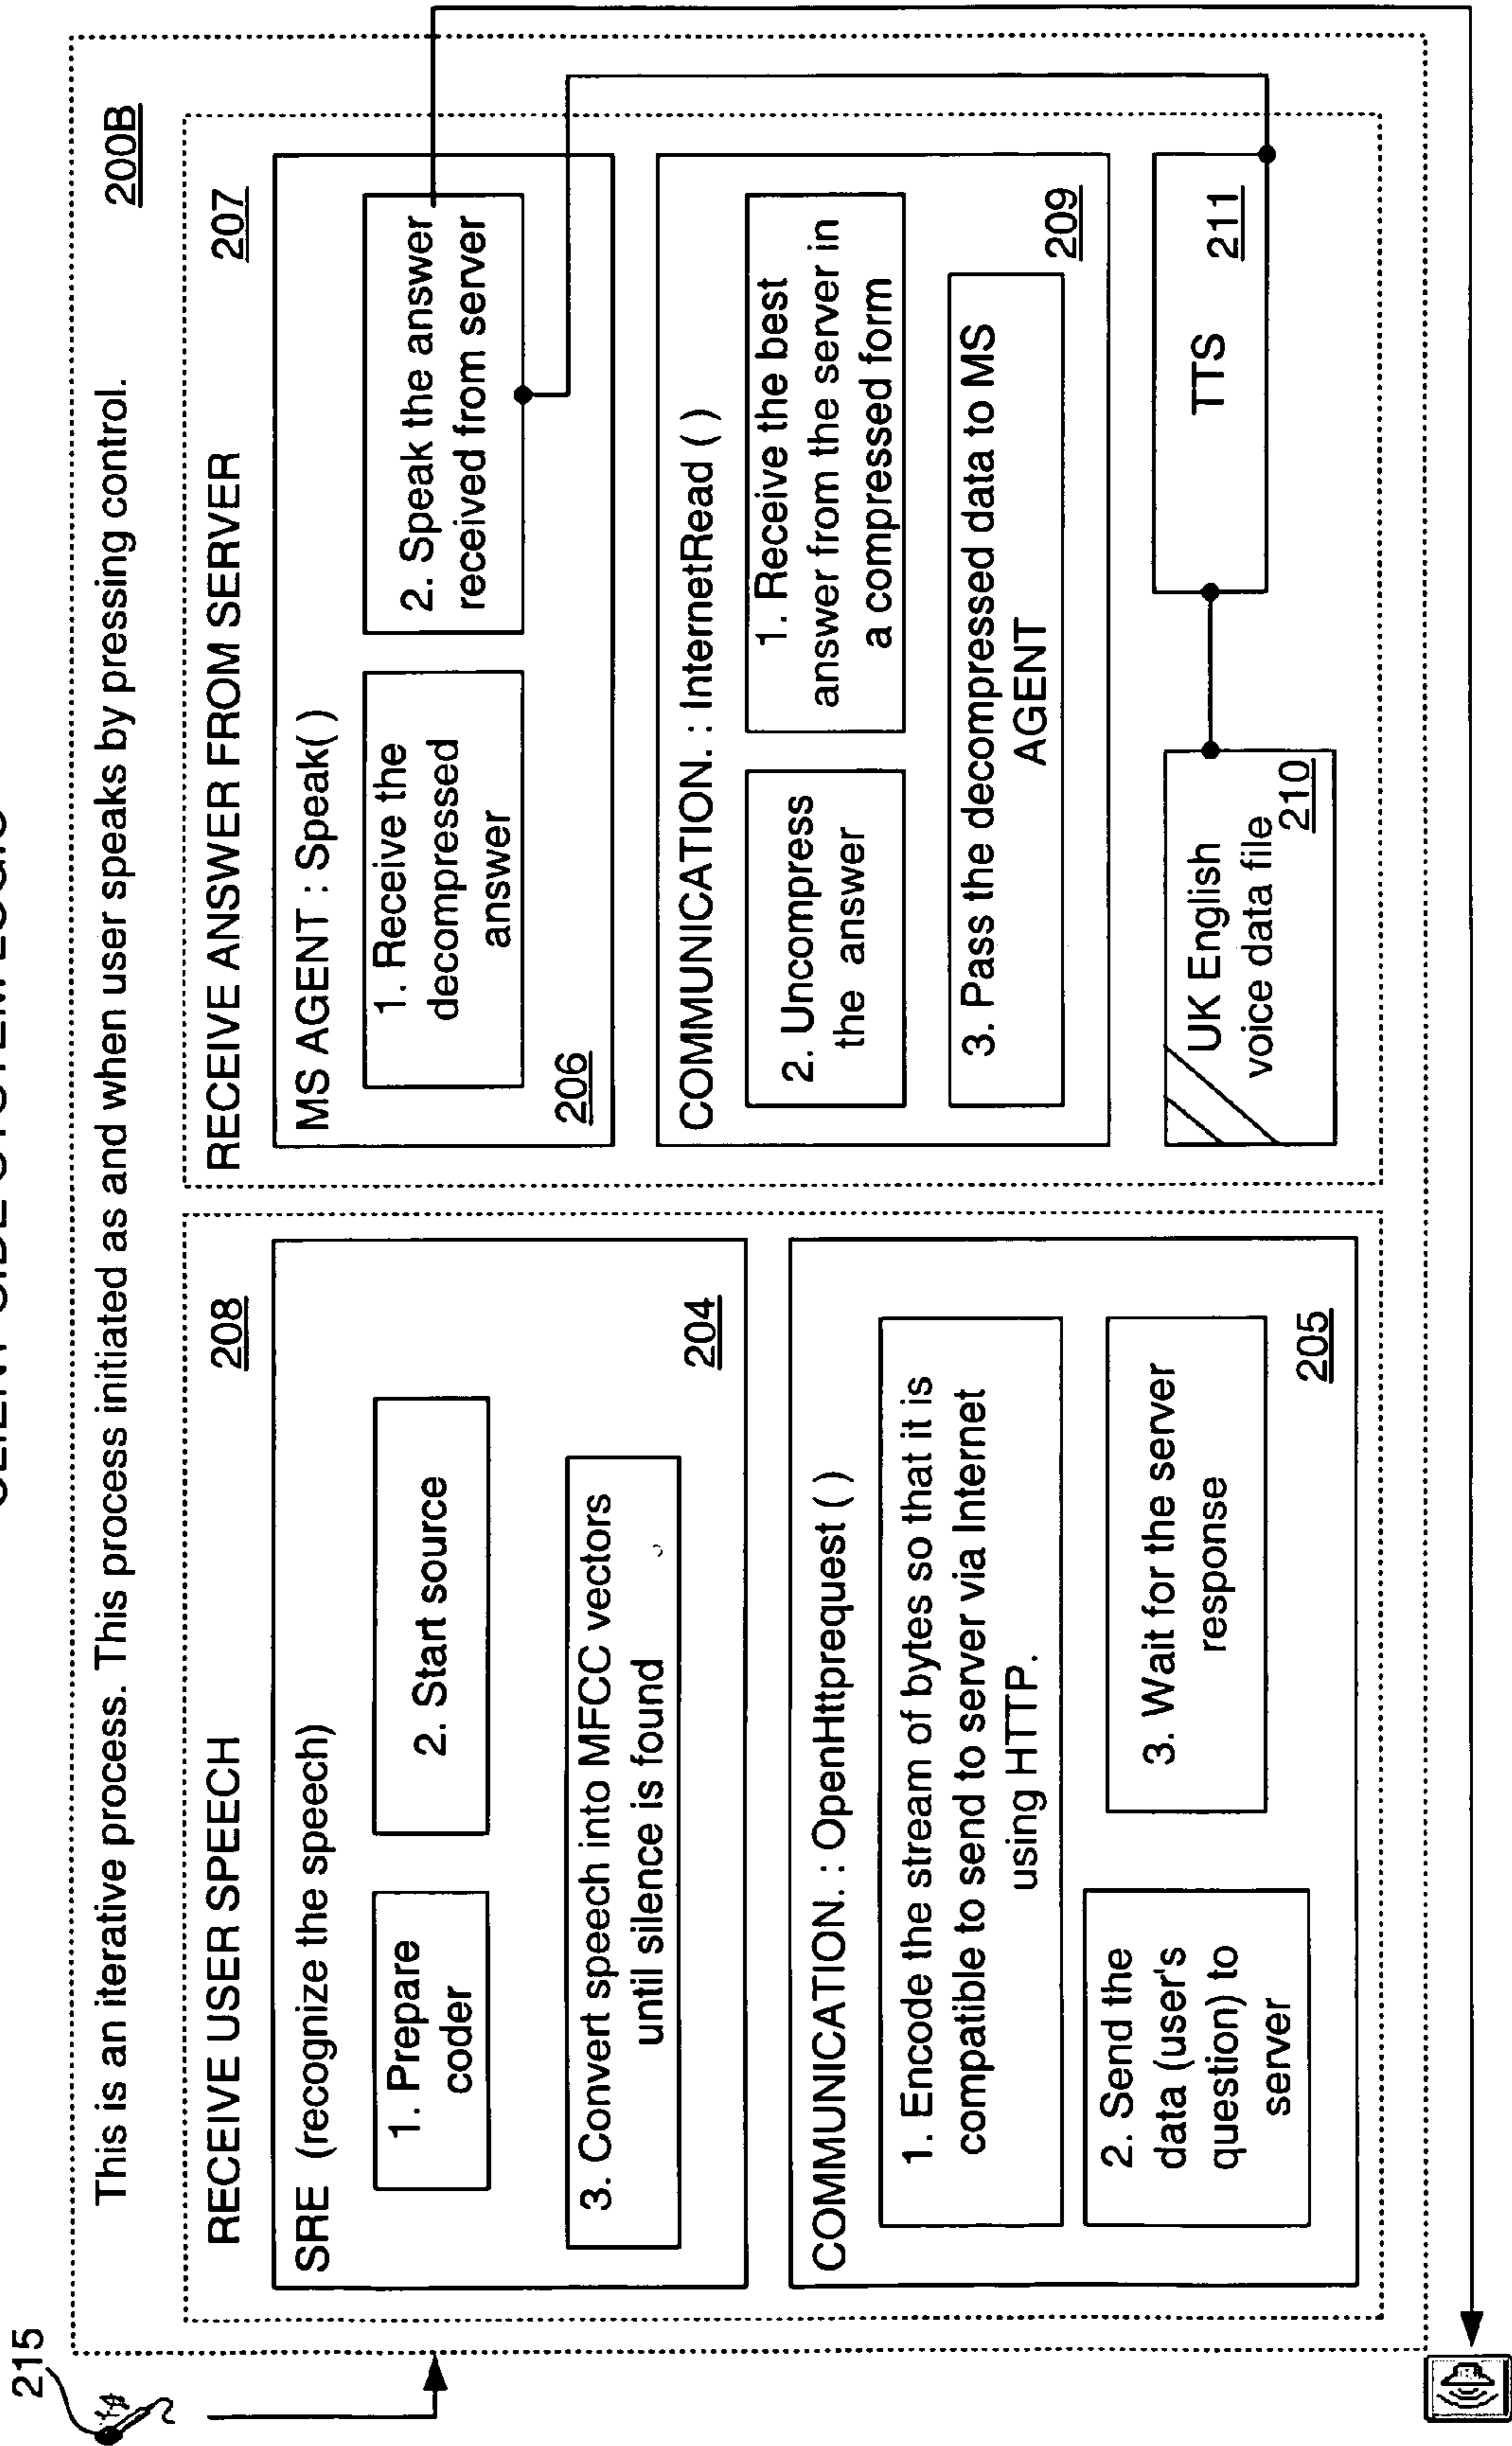 This is an iterative process. This process initiated as and when user speaks by pressing control.
200B
215
RECEIVE USER SPEECH
208
SRE (recognize the speech)
1. Prepare
coder
2. Start source
3. Convert speech into MFCC vectors
until silence is found
204
COMMUNICATION. : OpenHttprequest ( )
1. Encode the stream of bytes so that it is
compatible to send to server via Internet
using HTTP.
2. Send the
data (user's
question) to
server
3. Wait for the server
response
205
RECEIVE ANSWER FROM SERVER
207
MS AGENT : Speak( )
1. Receive the
decompressed
answer
2. Speak the answer
received from server
206
COMMUNICATION. : InternetRead ( )
2. Uncompress
the answer
1. Receive the best
answer from the server in
a compressed form
3. Pass the decompressed data to MS
AGENT
209
UK English
voice data file
210
TTS
211